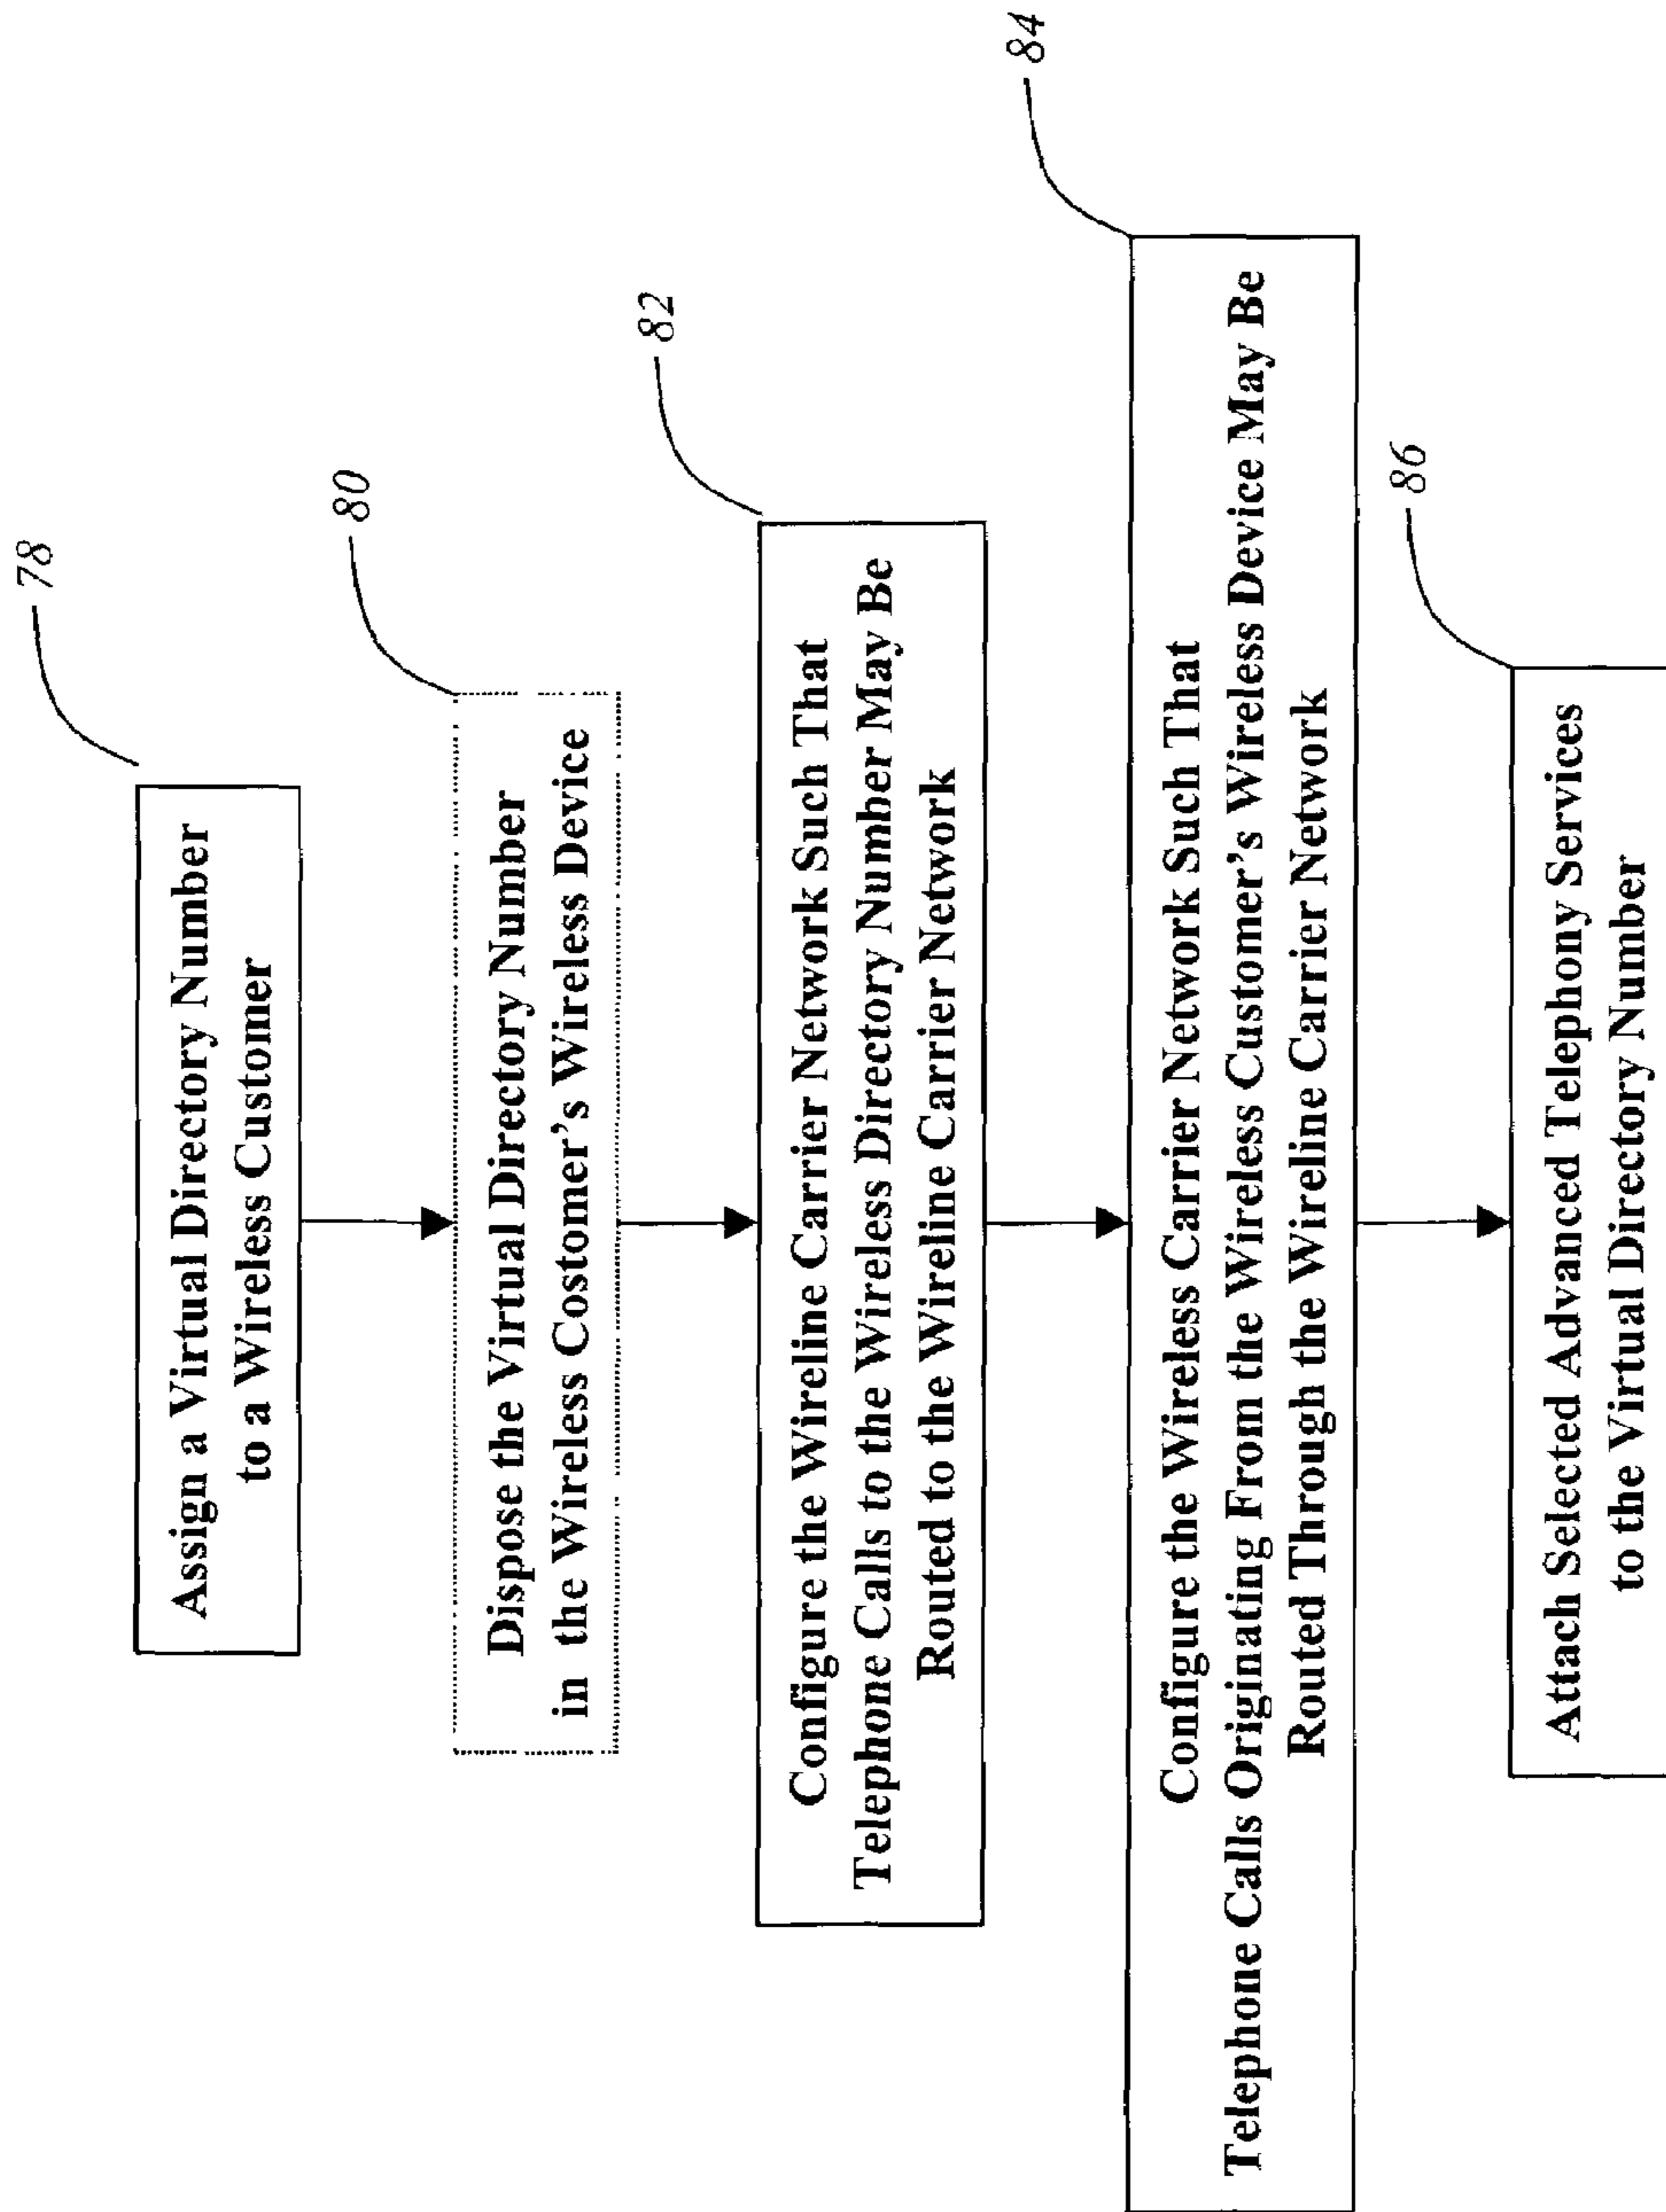 78
Assign a Virtual Directory Number
to a Wireless Customer
80
Dispose the Virtual Directory Number
in the Wireless Costomer's Wireless Device
82
Configure the Wireline Carrier Network Such That
Telephone Calls to the Wireless Directory Number May Be
Routed to the Wireline Carrier Network
84
Configure the Wireless Carrier Network Such That
Telephone Calls Originating From the Wireless Customer's Wireless Device May Be
Routed Through the Wireline Carrier Network
86
Attach Selected Advanced Telephony Services
to the Virtual Directory Number